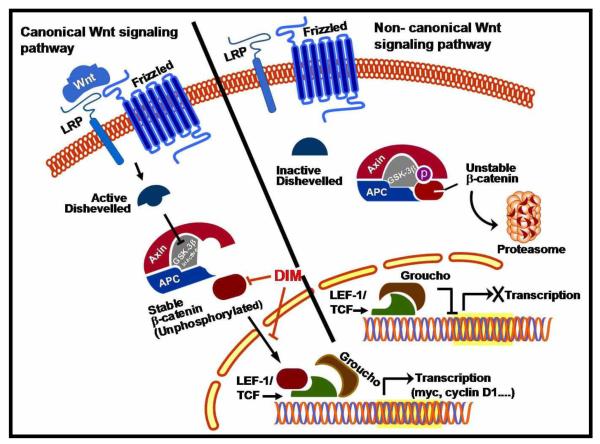 Canonical Wnt signaling
pathway
Wnt
LRP
Frizzled
Active
Dishevelled
Axin
GSK-3β
APC
Stable
β-catenin
(Unphosphorylated)
DIM
LEF-1/
TCF
Groucho
Transcription
(myc, cyclin D1....)
Non- canonical Wnt
signaling pathway
LRP
Frizzled
Inactive
Dishevelled
Axin
GSK-3β
p
APC
Unstable
β-catenin
Proteasome
Groucho
LEF-1/
TCF
X
Transcription